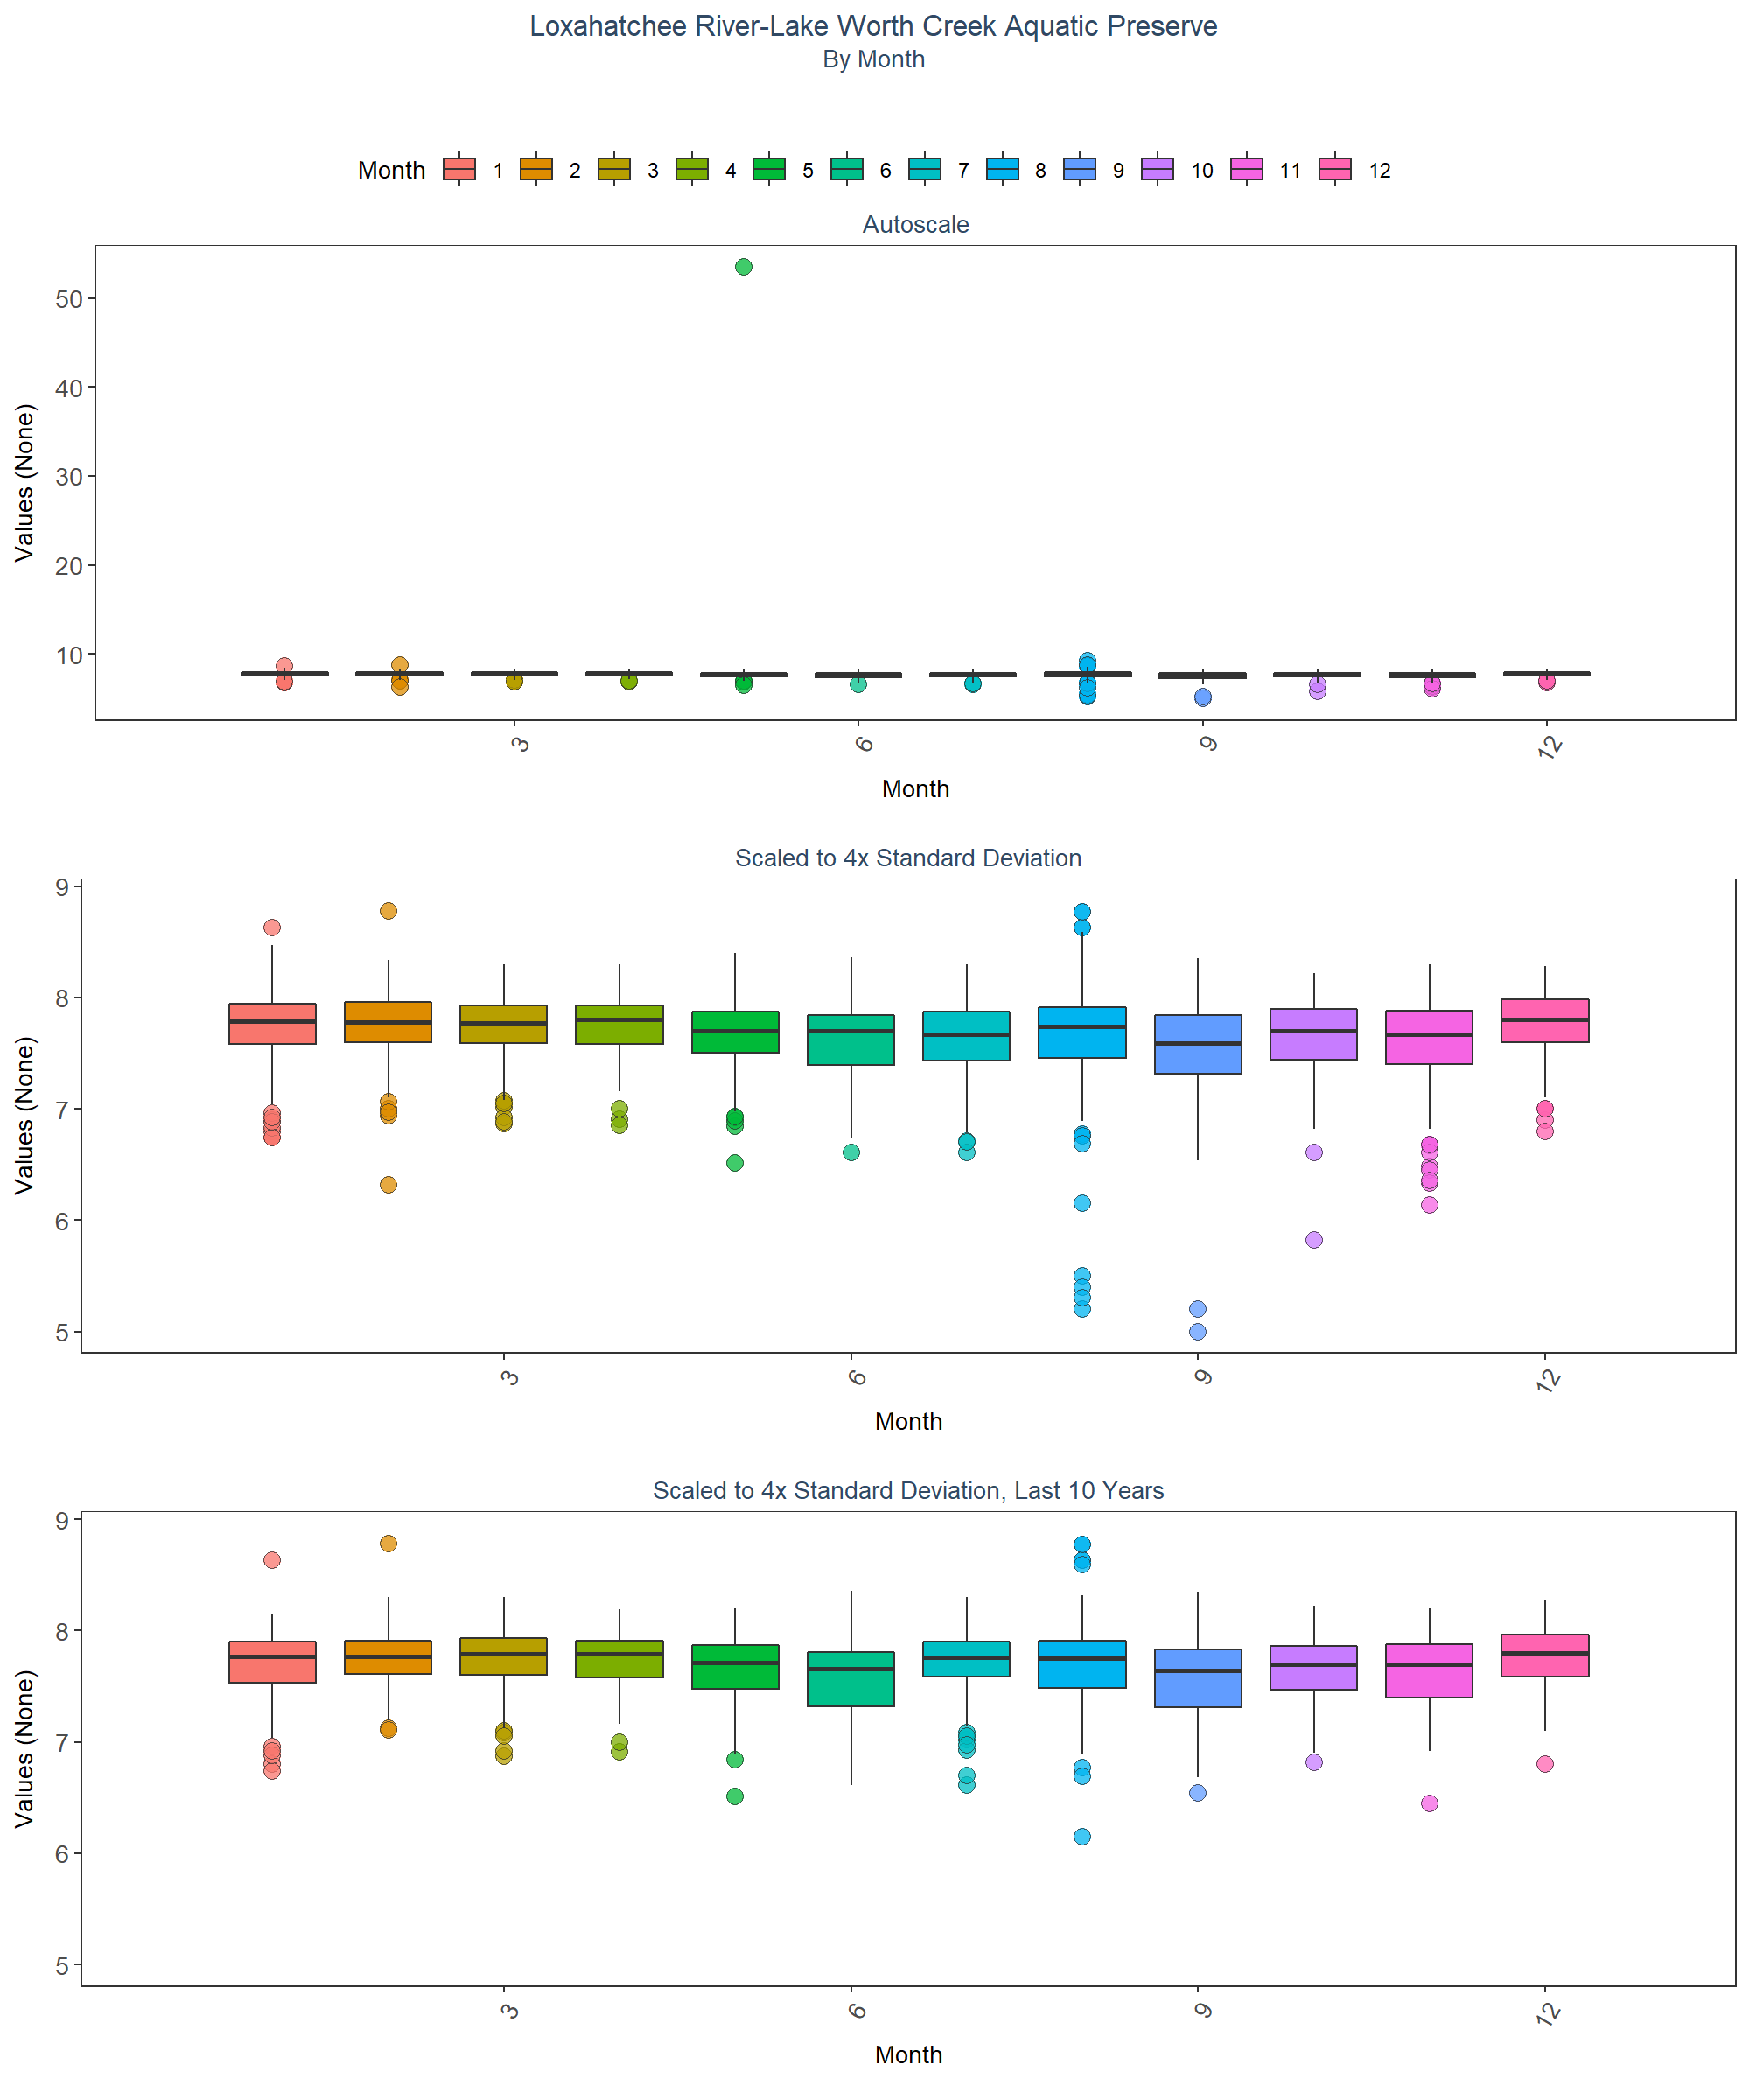 Loxahatchee River-Lake Worth Creek Aquatic Preserve
By Month
Month 1 2 3 4 5 6 7 8 9 10 11 12
Autoscale
Values (None)
50
40
30
20
10
3 6 9 12
Month
Scaled to 4x Standard Deviation
Values (None)
9
8
7
6
5
3 6 9 12
Month
Scaled to 4x Standard Deviation, Last 10 Years
Values (None)
9
8
7
6
5
3 6 9 12
Month